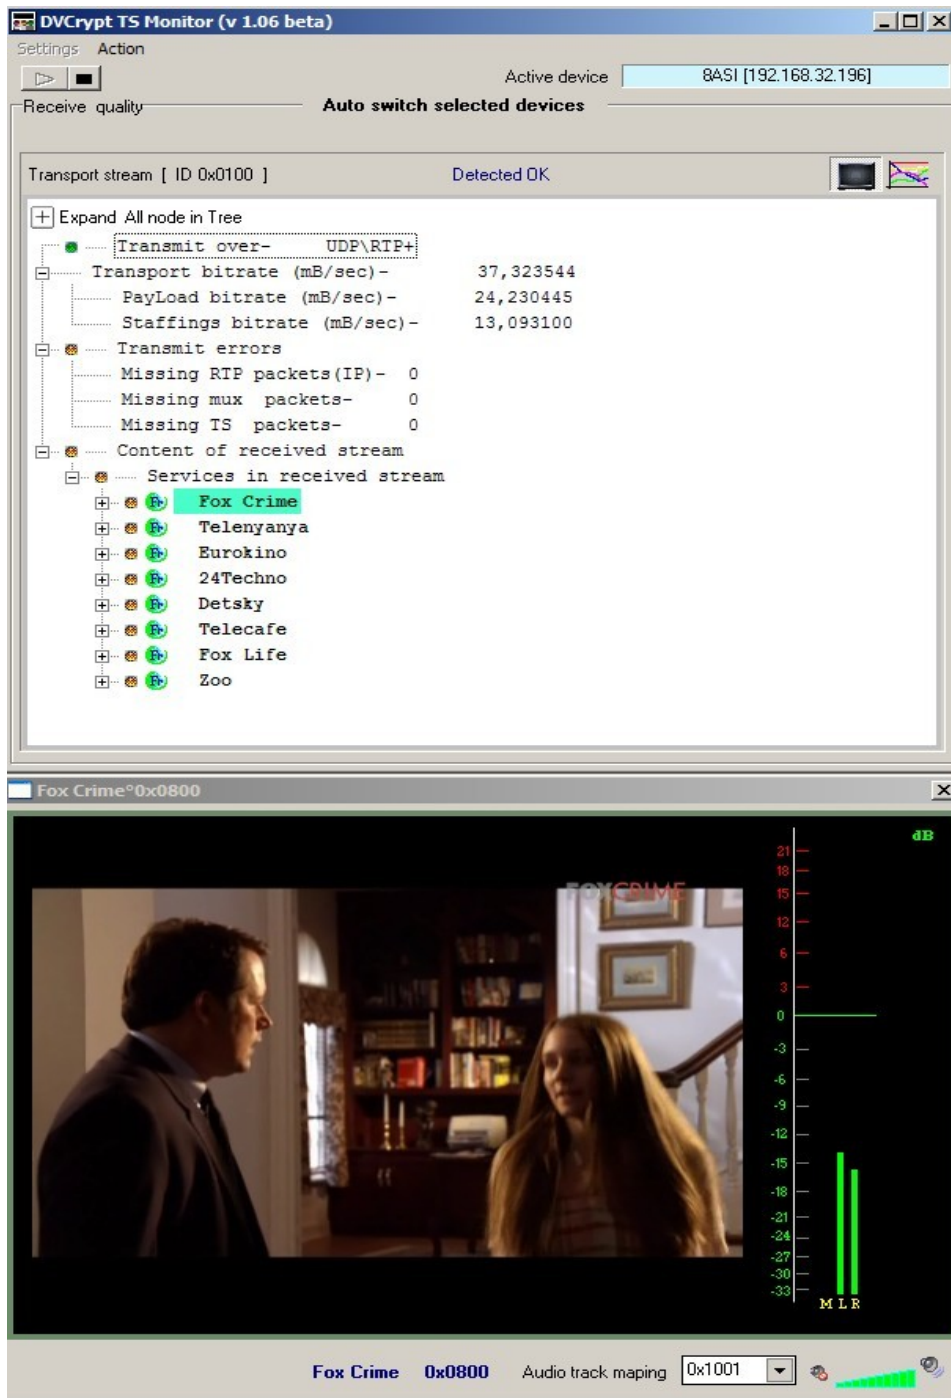 DVCrypt TS Monitor (v 1.06 beta)
Settings Action
Active device 8ASI [192.168.32.196]
Receive quality Auto switch selected devices
Transport stream [ ID 0x0100 ] Detected OK
Expand All node in Tree
Transmit over- UDP\RTP+
Transport bitrate (mB/sec)- 37,323544
PayLoad bitrate (mB/sec)- 24,230445
Staffings bitrate (mB/sec)- 13,093100
Transmit errors
Missing RTP packets(IP)- 0
Missing mux packets- 0
Missing TS packets- 0
Content of received stream
Services in received stream
Fox Crime
Telenyanya
Eurokino
24Techno
Detsky
Telecafe
Fox Life
Zoo
Fox Crime°0x0800
dB
21
18
15
12
6
3
0
-3
-6
-9
-12
-15
-18
-21
-24
-27
-30
-33
M L R
FOXCRIME
Fox Crime 0x0800 Audio track maping 0x1001